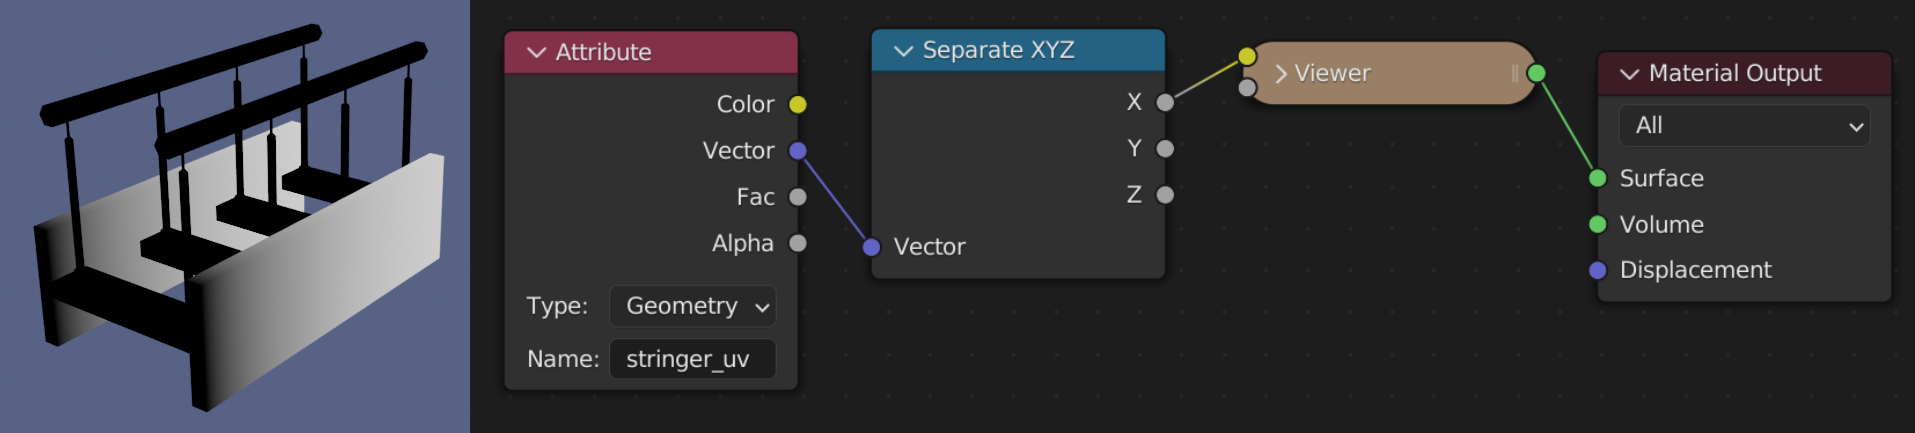 Attribute
Color
Vector
Fac
Alpha
Type: Geometry
Name: stringer_uv
Separate XYZ
X
Y
Z
Vector
Viewer
Material Output
All
Surface
Volume
Displacement